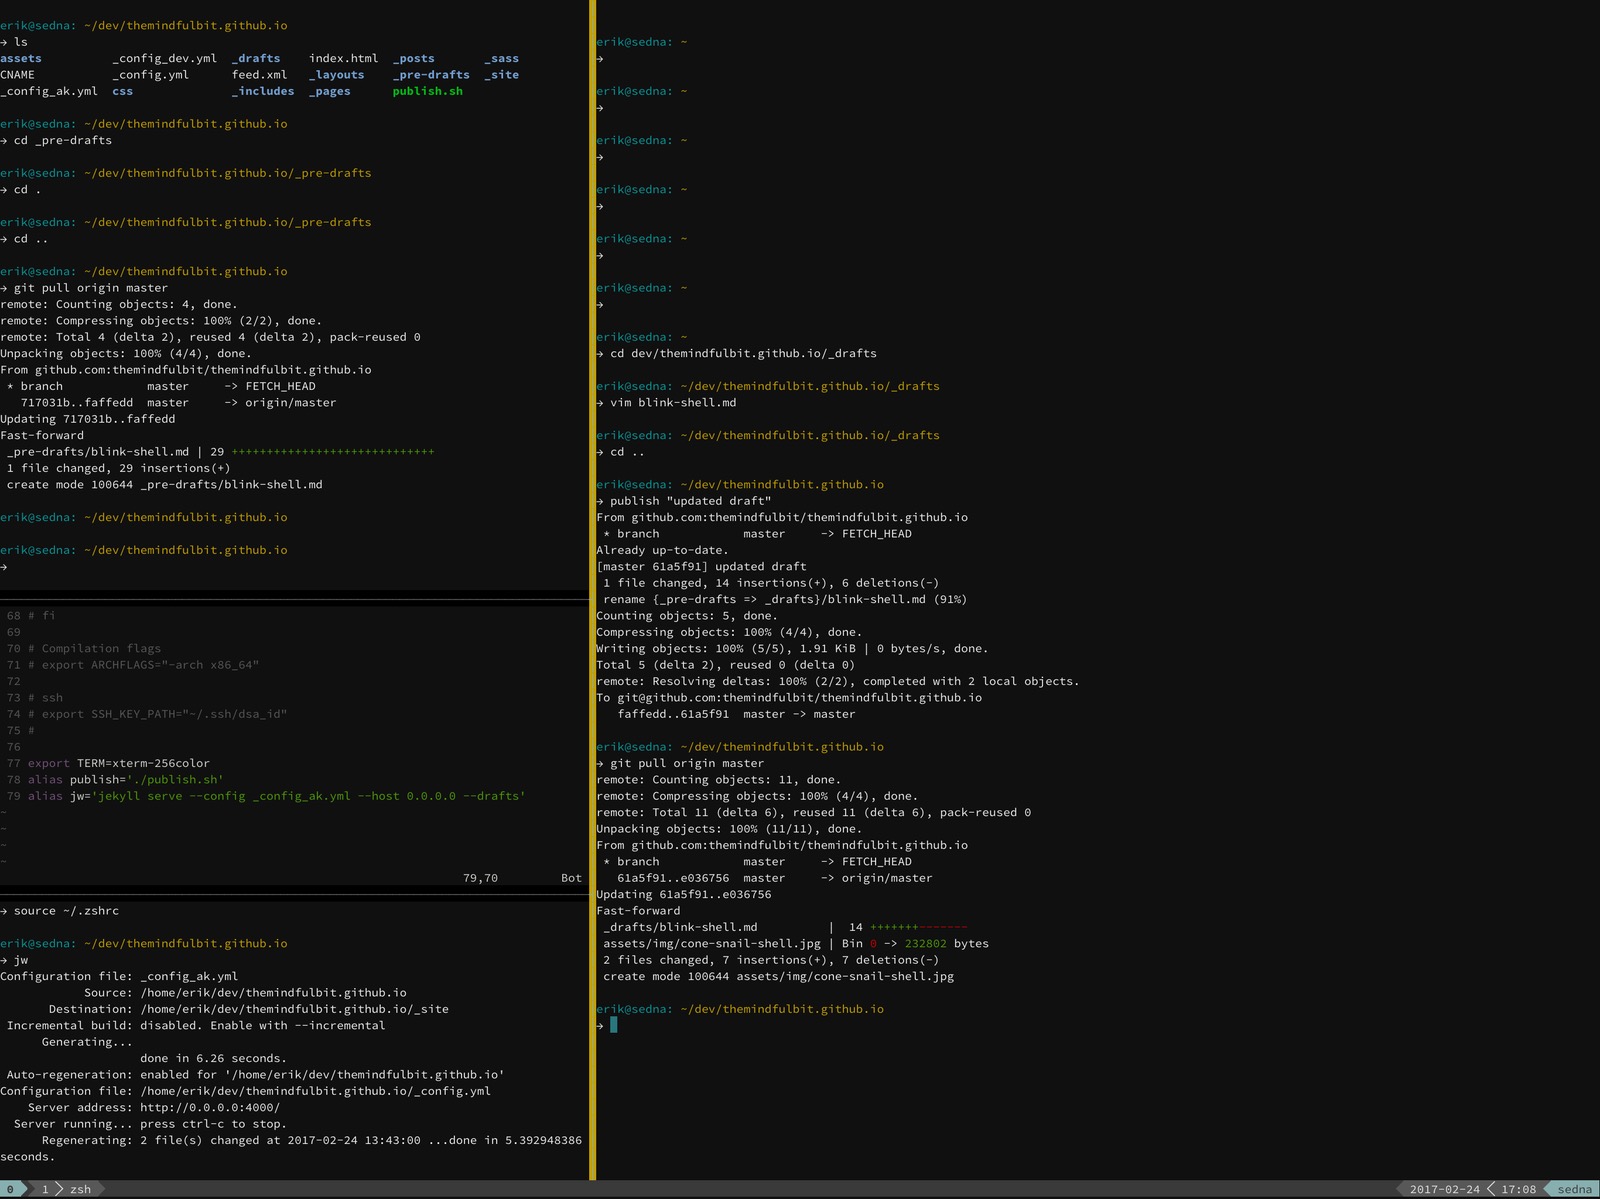 erik@sedna: ~/dev/themindfulbit.github.io
→ ls
assets          _config_dev.yml  _drafts    index.html  _posts       _sass
CNAME           _config.yml      feed.xml   _layouts    _pre-drafts  _site
_config_ak.yml  css              _includes  _pages      publish.sh
erik@sedna: ~/dev/themindfulbit.github.io
→ cd _pre-drafts
erik@sedna: ~/dev/themindfulbit.github.io/_pre-drafts
→ cd .
erik@sedna: ~/dev/themindfulbit.github.io/_pre-drafts
→ cd ..
erik@sedna: ~/dev/themindfulbit.github.io
→ git pull origin master
remote: Counting objects: 4, done.
remote: Compressing objects: 100% (2/2), done.
remote: Total 4 (delta 2), reused 4 (delta 2), pack-reused 0
Unpacking objects: 100% (4/4), done.
From github.com:themindfulbit/themindfulbit.github.io
 * branch            master     -> FETCH_HEAD
   717031b..faffedd  master     -> origin/master
Updating 717031b..faffedd
Fast-forward
 _pre-drafts/blink-shell.md | 29 +++++++++++++++++++++++++++++
 1 file changed, 29 insertions(+)
 create mode 100644 _pre-drafts/blink-shell.md
erik@sedna: ~/dev/themindfulbit.github.io
erik@sedna: ~/dev/themindfulbit.github.io
→
68 # fi
69
70 # Compilation flags
71 # export ARCHFLAGS="-arch x86_64"
72
73 # ssh
74 # export SSH_KEY_PATH="~/.ssh/dsa_id"
75 #
76
77 export TERM=xterm-256color
78 alias publish='./publish.sh'
79 alias jw='jekyll serve --config _config_ak.yml --host 0.0.0.0 --drafts'
~
~
~
~
79,70         Bot
→ source ~/.zshrc
erik@sedna: ~/dev/themindfulbit.github.io
→ jw
Configuration file: _config_ak.yml
            Source: /home/erik/dev/themindfulbit.github.io
       Destination: /home/erik/dev/themindfulbit.github.io/_site
 Incremental build: disabled. Enable with --incremental
      Generating...
                    done in 6.26 seconds.
 Auto-regeneration: enabled for '/home/erik/dev/themindfulbit.github.io'
Configuration file: /home/erik/dev/themindfulbit.github.io/_config.yml
    Server address: http://0.0.0.0:4000/
  Server running... press ctrl-c to stop.
      Regenerating: 2 file(s) changed at 2017-02-24 13:43:00 ...done in 5.392948386
seconds.
erik@sedna: ~
→
erik@sedna: ~
→
erik@sedna: ~
→
erik@sedna: ~
→
erik@sedna: ~
→
erik@sedna: ~
→
erik@sedna: ~
→ cd dev/themindfulbit.github.io/_drafts
erik@sedna: ~/dev/themindfulbit.github.io/_drafts
→ vim blink-shell.md
erik@sedna: ~/dev/themindfulbit.github.io/_drafts
→ cd ..
erik@sedna: ~/dev/themindfulbit.github.io
→ publish "updated draft"
From github.com:themindfulbit/themindfulbit.github.io
 * branch            master     -> FETCH_HEAD
Already up-to-date.
[master 61a5f91] updated draft
 1 file changed, 14 insertions(+), 6 deletions(-)
 rename {_pre-drafts => _drafts}/blink-shell.md (91%)
Counting objects: 5, done.
Compressing objects: 100% (4/4), done.
Writing objects: 100% (5/5), 1.91 KiB | 0 bytes/s, done.
Total 5 (delta 2), reused 0 (delta 0)
remote: Resolving deltas: 100% (2/2), completed with 2 local objects.
To git@github.com:themindfulbit/themindfulbit.github.io
   faffedd..61a5f91  master -> master
erik@sedna: ~/dev/themindfulbit.github.io
→ git pull origin master
remote: Counting objects: 11, done.
remote: Compressing objects: 100% (4/4), done.
remote: Total 11 (delta 6), reused 11 (delta 6), pack-reused 0
Unpacking objects: 100% (11/11), done.
From github.com:themindfulbit/themindfulbit.github.io
 * branch            master     -> FETCH_HEAD
   61a5f91..e036756  master     -> origin/master
Updating 61a5f91..e036756
Fast-forward
 _drafts/blink-shell.md          |  14 +++++++-------
 assets/img/cone-snail-shell.jpg | Bin 0 -> 232802 bytes
 2 files changed, 7 insertions(+), 7 deletions(-)
 create mode 100644 assets/img/cone-snail-shell.jpg
erik@sedna: ~/dev/themindfulbit.github.io
→
0  1  zsh  2017-02-24  17:08  sedna